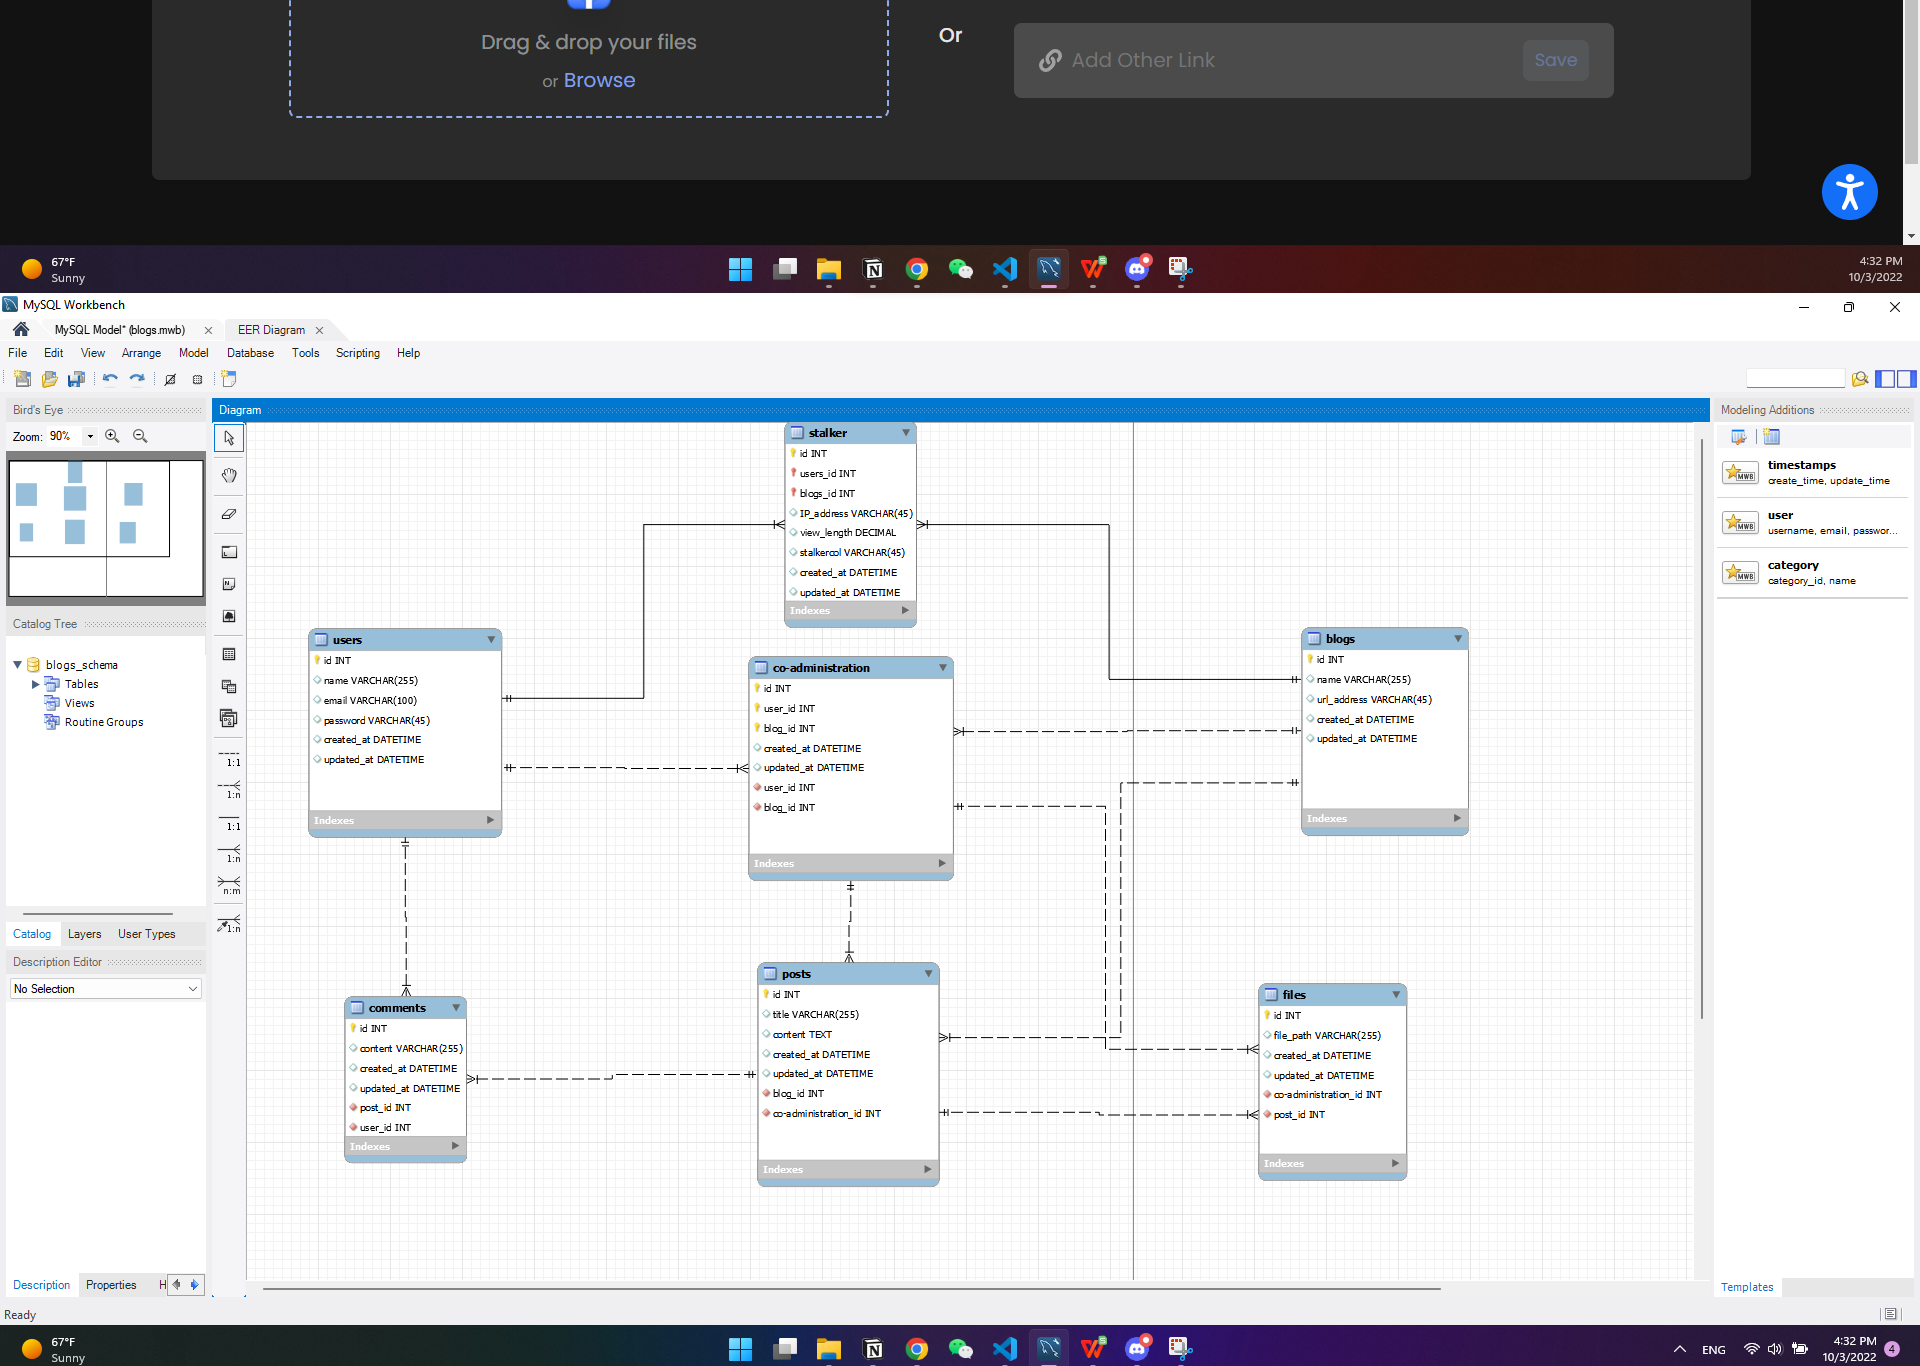 Drag & drop your files
or Browse
Or
Add Other Link
Save
67°F
Sunny
4:32 PM
10/3/2022
MySQL Workbench
MySQL Model* (blogs.mwb)
EER Diagram
File Edit View Arrange Model Database Tools Scripting Help
Bird's Eye
Zoom: 90%
Catalog Tree
blogs_schema
Tables
Views
Routine Groups
Catalog Layers User Types
Description Editor
No Selection
Description Properties H
Ready
Diagram
1:1
1:n
1:1
1:n
n:m
1:n
stalker
id INT
users_id INT
blogs_id INT
IP_address VARCHAR(45)
view_length DECIMAL
stalkercol VARCHAR(45)
created_at DATETIME
updated_at DATETIME
Indexes
users
id INT
name VARCHAR(255)
email VARCHAR(100)
password VARCHAR(45)
created_at DATETIME
updated_at DATETIME
Indexes
co-administration
id INT
user_id INT
blog_id INT
created_at DATETIME
updated_at DATETIME
user_id INT
blog_id INT
Indexes
blogs
id INT
name VARCHAR(255)
url_address VARCHAR(45)
created_at DATETIME
updated_at DATETIME
Indexes
comments
id INT
content VARCHAR(255)
created_at DATETIME
updated_at DATETIME
post_id INT
user_id INT
Indexes
posts
id INT
title VARCHAR(255)
content TEXT
created_at DATETIME
updated_at DATETIME
blog_id INT
co-administration_id INT
Indexes
files
id INT
file_path VARCHAR(255)
created_at DATETIME
updated_at DATETIME
co-administration_id INT
post_id INT
Indexes
Modeling Additions
MWB
timestamps
create_time, update_time
MWB
user
username, email, passwor...
MWB
category
category_id, name
Templates
67°F
Sunny
ENG
4:32 PM
10/3/2022
4